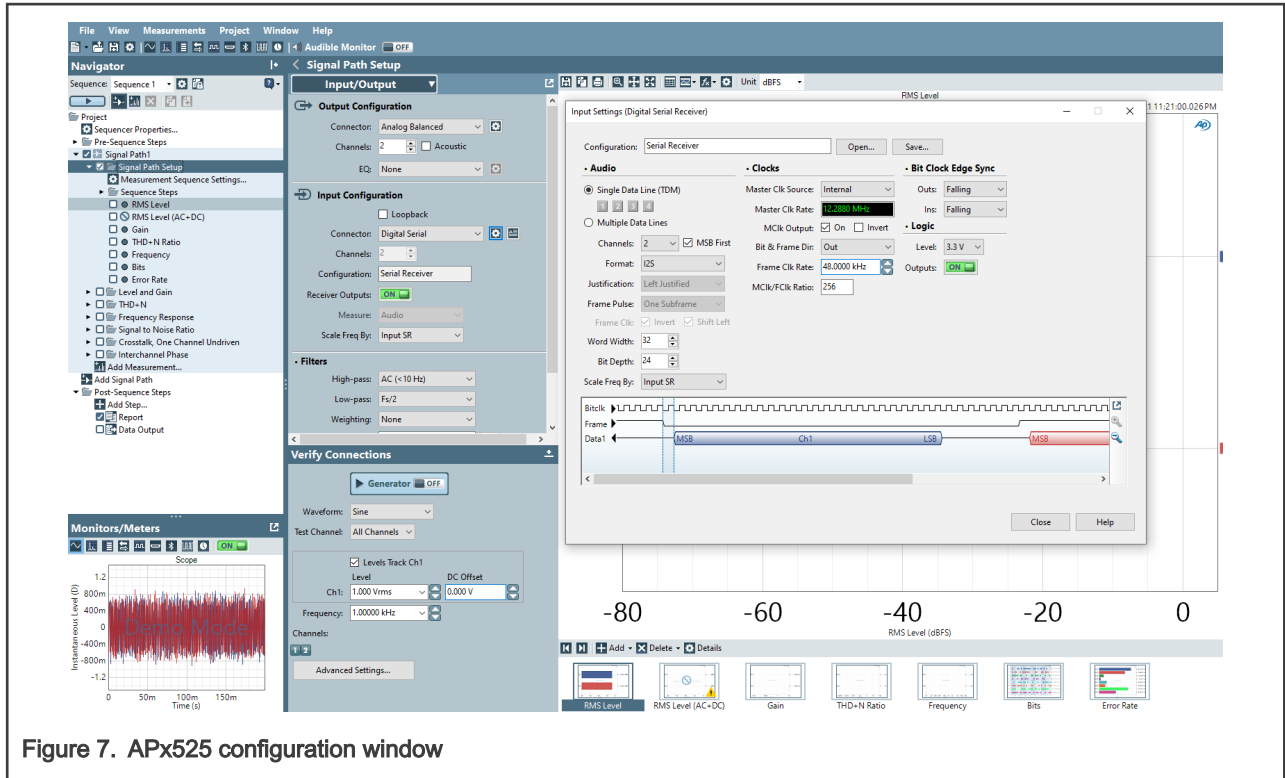 File View Measurements Project Window Help
Audible Monitor OFF
Navigator
Sequence: Sequence 1
Project
Sequencer Properties...
Pre-Sequence Steps
Signal Path1
Signal Path Setup
Measurement Sequence Settings...
Sequence Steps
RMS Level
RMS Level (AC+DC)
Gain
THD+N Ratio
Frequency
Bits
Error Rate
Level and Gain
THD+N
Frequency Response
Signal to Noise Ratio
Crosstalk, One Channel Undriven
Interchannel Phase
Add Measurement...
Add Signal Path
Post-Sequence Steps
Add Step...
Report
Data Output
Monitors/Meters
ON
Scope
Instantaneous Level (D)
1.2
800m
400m
0
-400m
-800m
-1.2
Demo Mode
0 50m 100m 150m
Time (s)
Signal Path Setup
Input/Output
Output Configuration
Connector: Analog Balanced
Channels: 2 Acoustic
EQ: None
Input Configuration
Loopback
Connector: Digital Serial
Channels: 2
Configuration: Serial Receiver
Receiver Outputs: ON
Measure: Audio
Scale Freq By: Input SR
Filters
High-pass: AC (<10 Hz)
Low-pass: Fs/2
Weighting: None
Verify Connections
Generator OFF
Waveform: Sine
Test Channel: All Channels
Levels Track Ch1
Level DC Offset
Ch1: 1.000 Vrms 0.000 V
Frequency: 1.00000 kHz
Channels:
1 2
Advanced Settings...
Unit dBFS
RMS Level
1 11:21:00.026 PM
AP
Input Settings (Digital Serial Receiver)
Configuration: Serial Receiver Open... Save...
Audio
Single Data Line (TDM)
1 2 3 4
Multiple Data Lines
Channels: 2 MSB First
Format: I2S
Justification: Left Justified
Frame Pulse: One Subframe
Frame Clk: Invert Shift Left
Word Width: 32
Bit Depth: 24
Scale Freq By: Input SR
Clocks
Master Clk Source: Internal
Master Clk Rate: 12.2880 MHz
MClk Output: On Invert
Bit & Frame Dir: Out
Frame Clk Rate: 48.0000 kHz
MClk/FClk Ratio: 256
Bit Clock Edge Sync
Outs: Falling
Ins: Falling
Logic
Level: 3.3 V
Outputs: ON
Bitclk
Frame
Data1 MSB Ch1 LSB MSB
Close Help
-80 -60 -40 -20 0
RMS Level (dBFS)
Add Delete Details
RMS Level RMS Level (AC+DC) Gain THD+N Ratio Frequency Bits Error Rate
Figure 7. APx525 configuration window